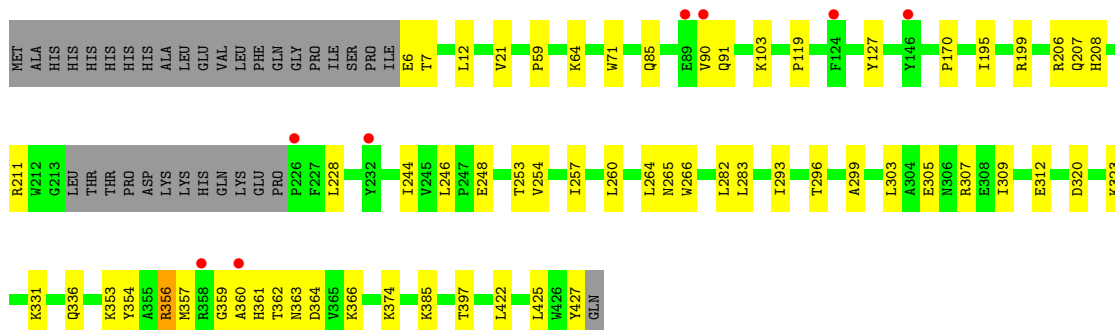 MET ALA HIS HIS HIS HIS HIS HIS ALA LEU GLU VAL LEU PHE GLN GLY PRO ILE SER PRO ILE E6 T7 L12 V21 P59 K64 W71 Q85 E89 V90 Q91 K103 P119 F124 Y127 Y146 P170 I195 R199 R206 Q207 H208
R211 W212 G213 LEU THR THR PRO ASP LYS LYS HIS GLN LYS GLU PRO P226 F227 L228 Y232 I244 V245 L246 P247 E248 T253 V254 I257 L260 L264 N265 W266 L282 L283 I293 T296 A299 L303 A304 E305 N306 R307 E308 I309 E312 D320 K323
K331 Q336 K353 Y354 A355 R356 M357 R358 G359 A360 H361 T362 N363 D364 V365 K366 K374 K385 T397 L422 L425 W426 Y427 GLN